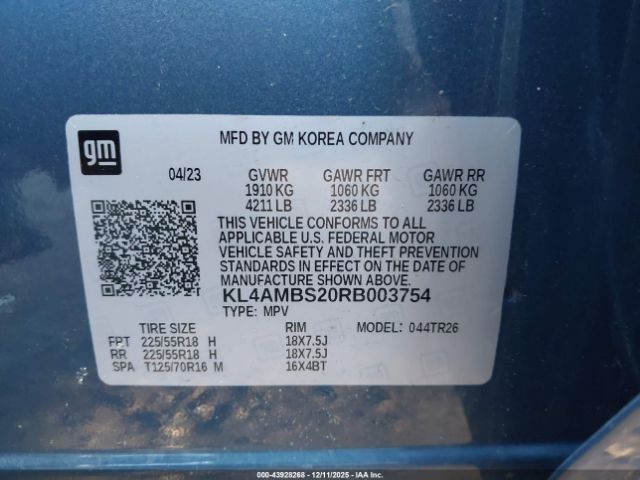 gm
MFD BY GM KOREA COMPANY
04/23 GVWR GAWR FRT GAWR RR
1910 KG 1060 KG 1060 KG
4211 LB 2336 LB 2336 LB
THIS VEHICLE CONFORMS TO ALL
APPLICABLE U.S. FEDERAL MOTOR
VEHICLE SAFETY AND THEFT PREVENTION
STANDARDS IN EFFECT ON THE DATE OF
MANUFACTURE SHOWN ABOVE.
KL4AMBS20RB003754
TYPE: MPV
TIRE SIZE RIM MODEL: 044TR26
FRT 225/55R18 H 18X7.5J
RR 225/55R18 H 18X7.5J
SPA T125/70R16 M 16X4BT
000-43928268 - 12/11/2025 - IAA Inc.